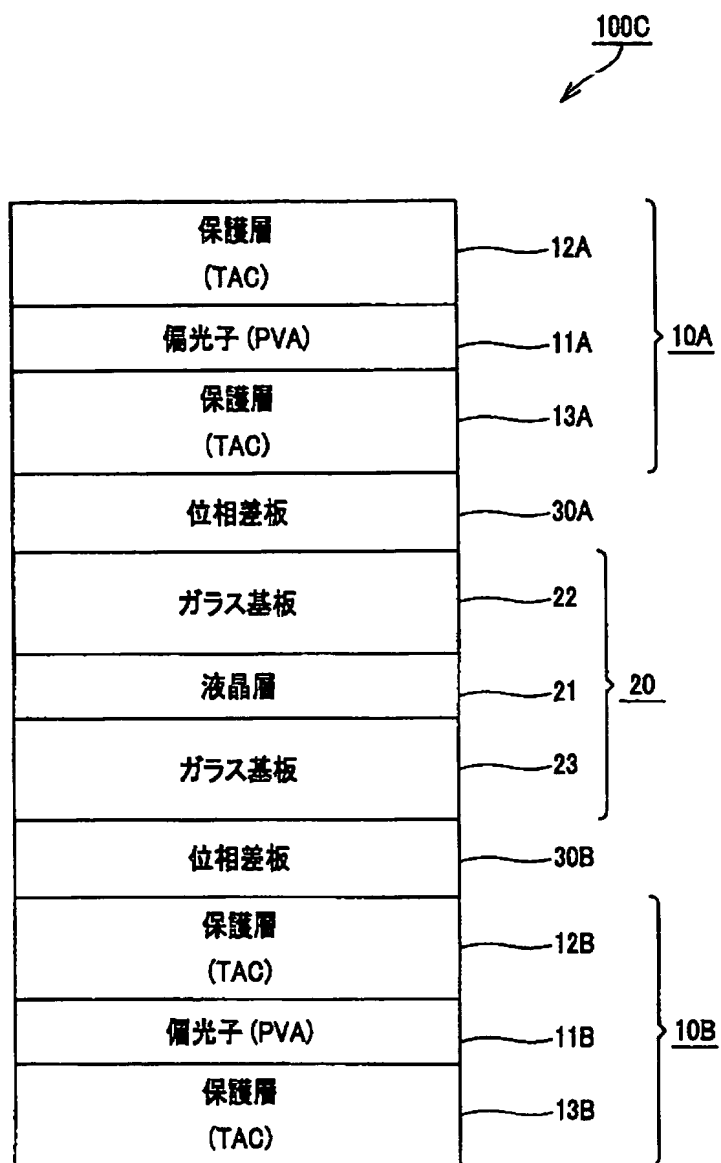 100C
保護層
(TAC)
12A
偏光子(PVA)
11A
10A
保護層
(TAC)
13A
位相差板
30A
ガラス基板
22
液晶層
21
20
ガラス基板
23
位相差板
30B
保護層
(TAC)
12B
偏光子(PVA)
11B
10B
保護層
(TAC)
13B